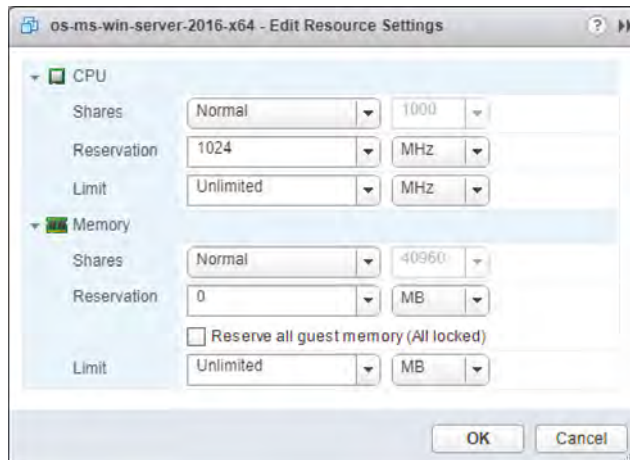 os-ms-win-server-2016-x64 - Edit Resource Settings ?
CPU
Shares Normal 1000
Reservation 1024 MHz
Limit Unlimited MHz
Memory
Shares Normal 40960
Reservation 0 MB
Reserve all guest memory (All locked)
Limit Unlimited MB
OK Cancel